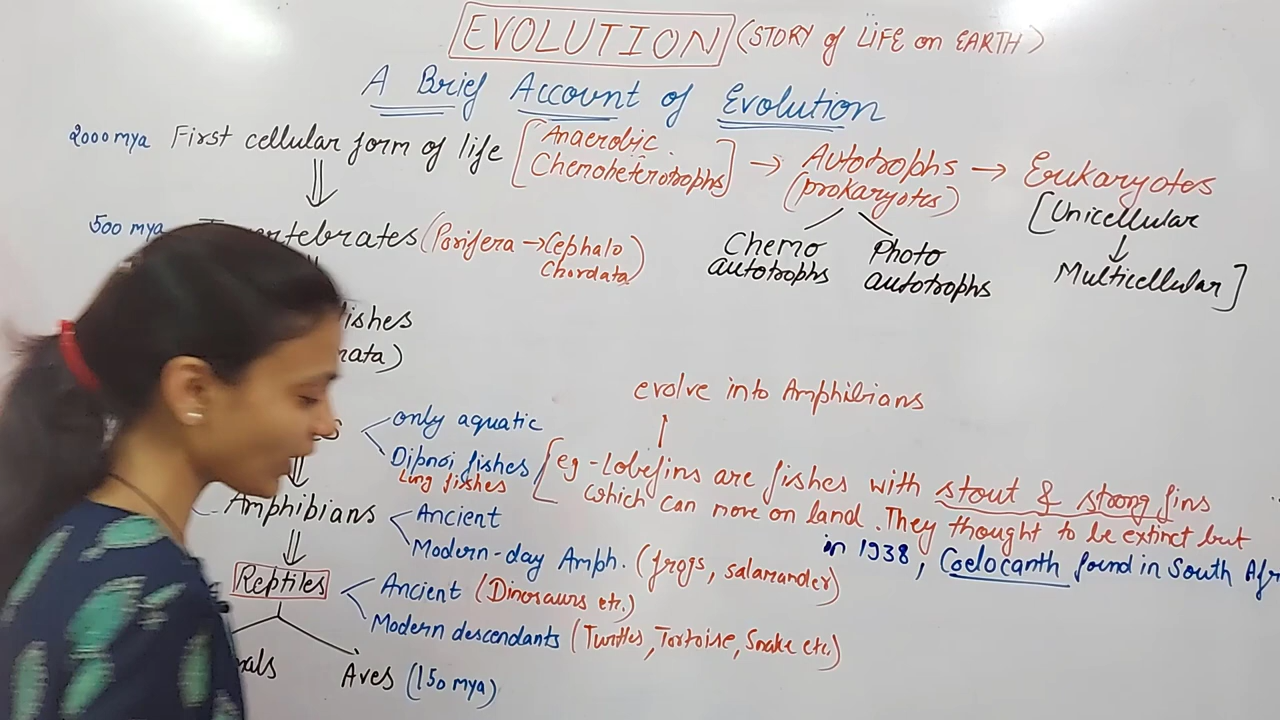 EVOLUTION (STORY of LIFE on EARTH)
A Brief Account of Evolution
2000 mya First cellular form of life [Anaerobic Chemoheterotrophs] → Autotrophs (prokaryotes) → Eukaryotes
[Unicellular
↓
Multicellular]
Chemo autotrophs
Photo autotrophs
500 mya (Porifera → Cephalo Chordata)
evolve into Amphibians
only aquatic
Dipnoi fishes
Lung fishes
[eg - Lobefins are fishes with stout & strong fins
which can move on land. They thought to be extinct but
in 1938, Coelocanth found in South
Amphibians
Ancient
Modern-day Amph. (frogs, salamander)
Reptiles
Ancient (Dinosaurs etc.)
Modern descendants (Turtles, Tortoise, Snake etc.)
Aves (150 mya)